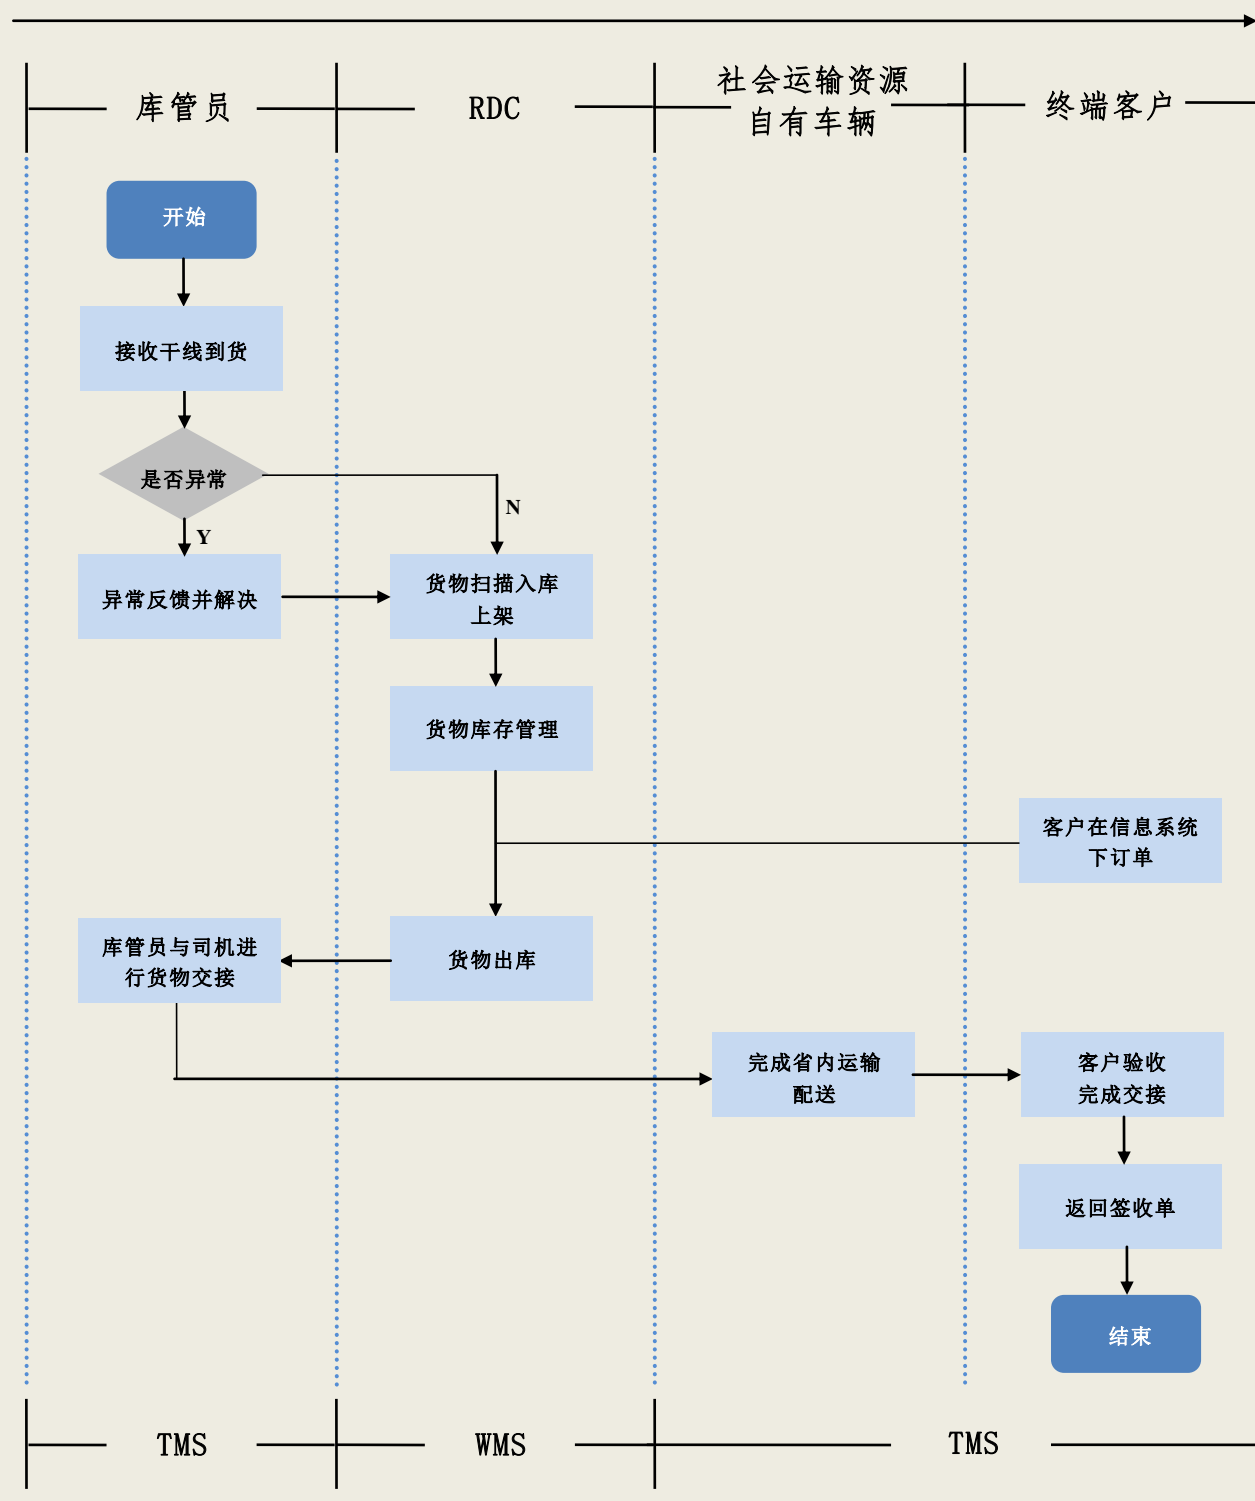 库管员
RDC
社会运输资源
自有车辆
终端客户
开始
接收干线到货
是否异常
N
Y
异常反馈并解决
货物扫描入库
上架
货物库存管理
客户在信息系统
下订单
库管员与司机进
行货物交接
货物出库
完成省内运输
配送
客户验收
完成交接
返回签收单
结束
TMS
WMS
TMS